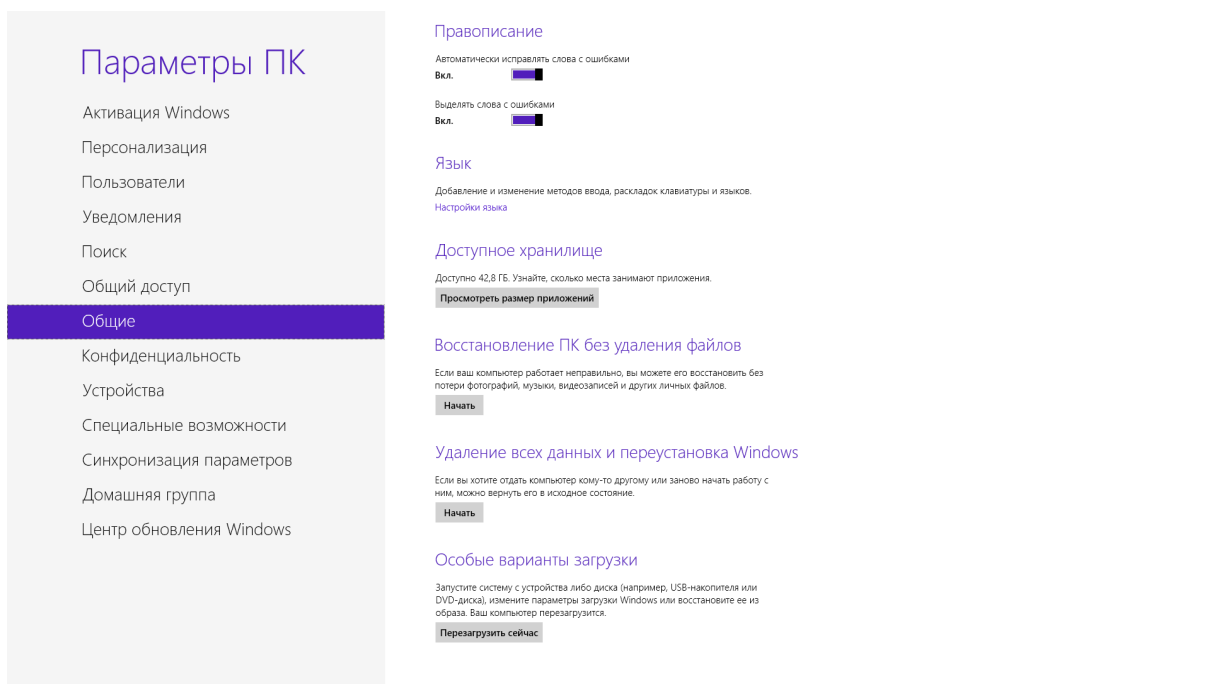 Параметры ПК
Активация Windows
Персонализация
Пользователи
Уведомления
Поиск
Общий доступ
Общие
Конфиденциальность
Устройства
Специальные возможности
Синхронизация параметров
Домашняя группа
Центр обновления Windows
Правописание
Автоматически исправлять слова с ошибками
Вкл.
Выделять слова с ошибками
Вкл.
Язык
Добавление и изменение методов ввода, раскладок клавиатуры и языков.
Настройки языка
Доступное хранилище
Доступно 42,8 ГБ. Узнайте, сколько места занимают приложения.
Просмотреть размер приложений
Восстановление ПК без удаления файлов
Если ваш компьютер работает неправильно, вы можете его восстановить без
потери фотографий, музыки, видеозаписей и других личных файлов.
Начать
Удаление всех данных и переустановка Windows
Если вы хотите отдать компьютер кому-то другому или заново начать работу с
ним, можно вернуть его в исходное состояние.
Начать
Особые варианты загрузки
Запустите систему с устройства либо диска (например, USB-накопителя или
DVD-диска), измените параметры загрузки Windows или восстановите ее из
образа. Ваш компьютер перезагрузится.
Перезагрузить сейчас